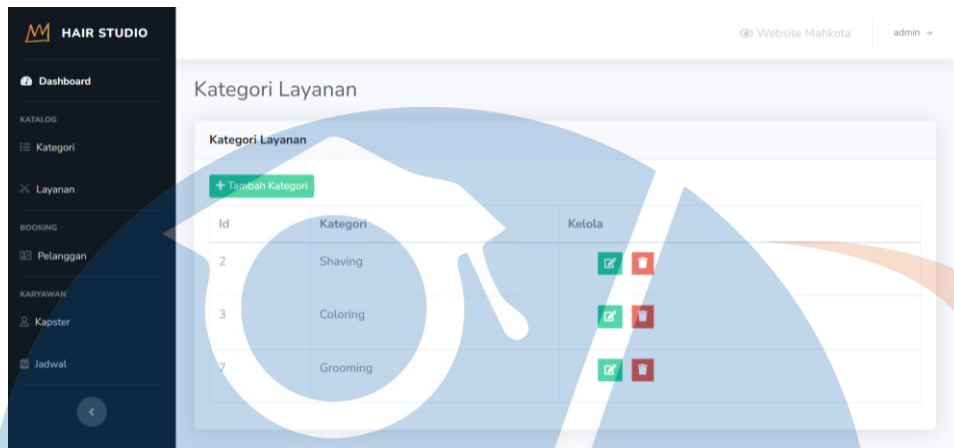 HAIR STUDIO
Website Mahkota
admin
Dashboard
KATALOG
Kategori
Layanan
BOOKING
Pelanggan
KARYAWAN
Kapster
Jadwal
Kategori Layanan
Kategori Layanan
+ Tambah Kategori
Id Kategori Kelola
2 Shaving
3 Coloring
7 Grooming